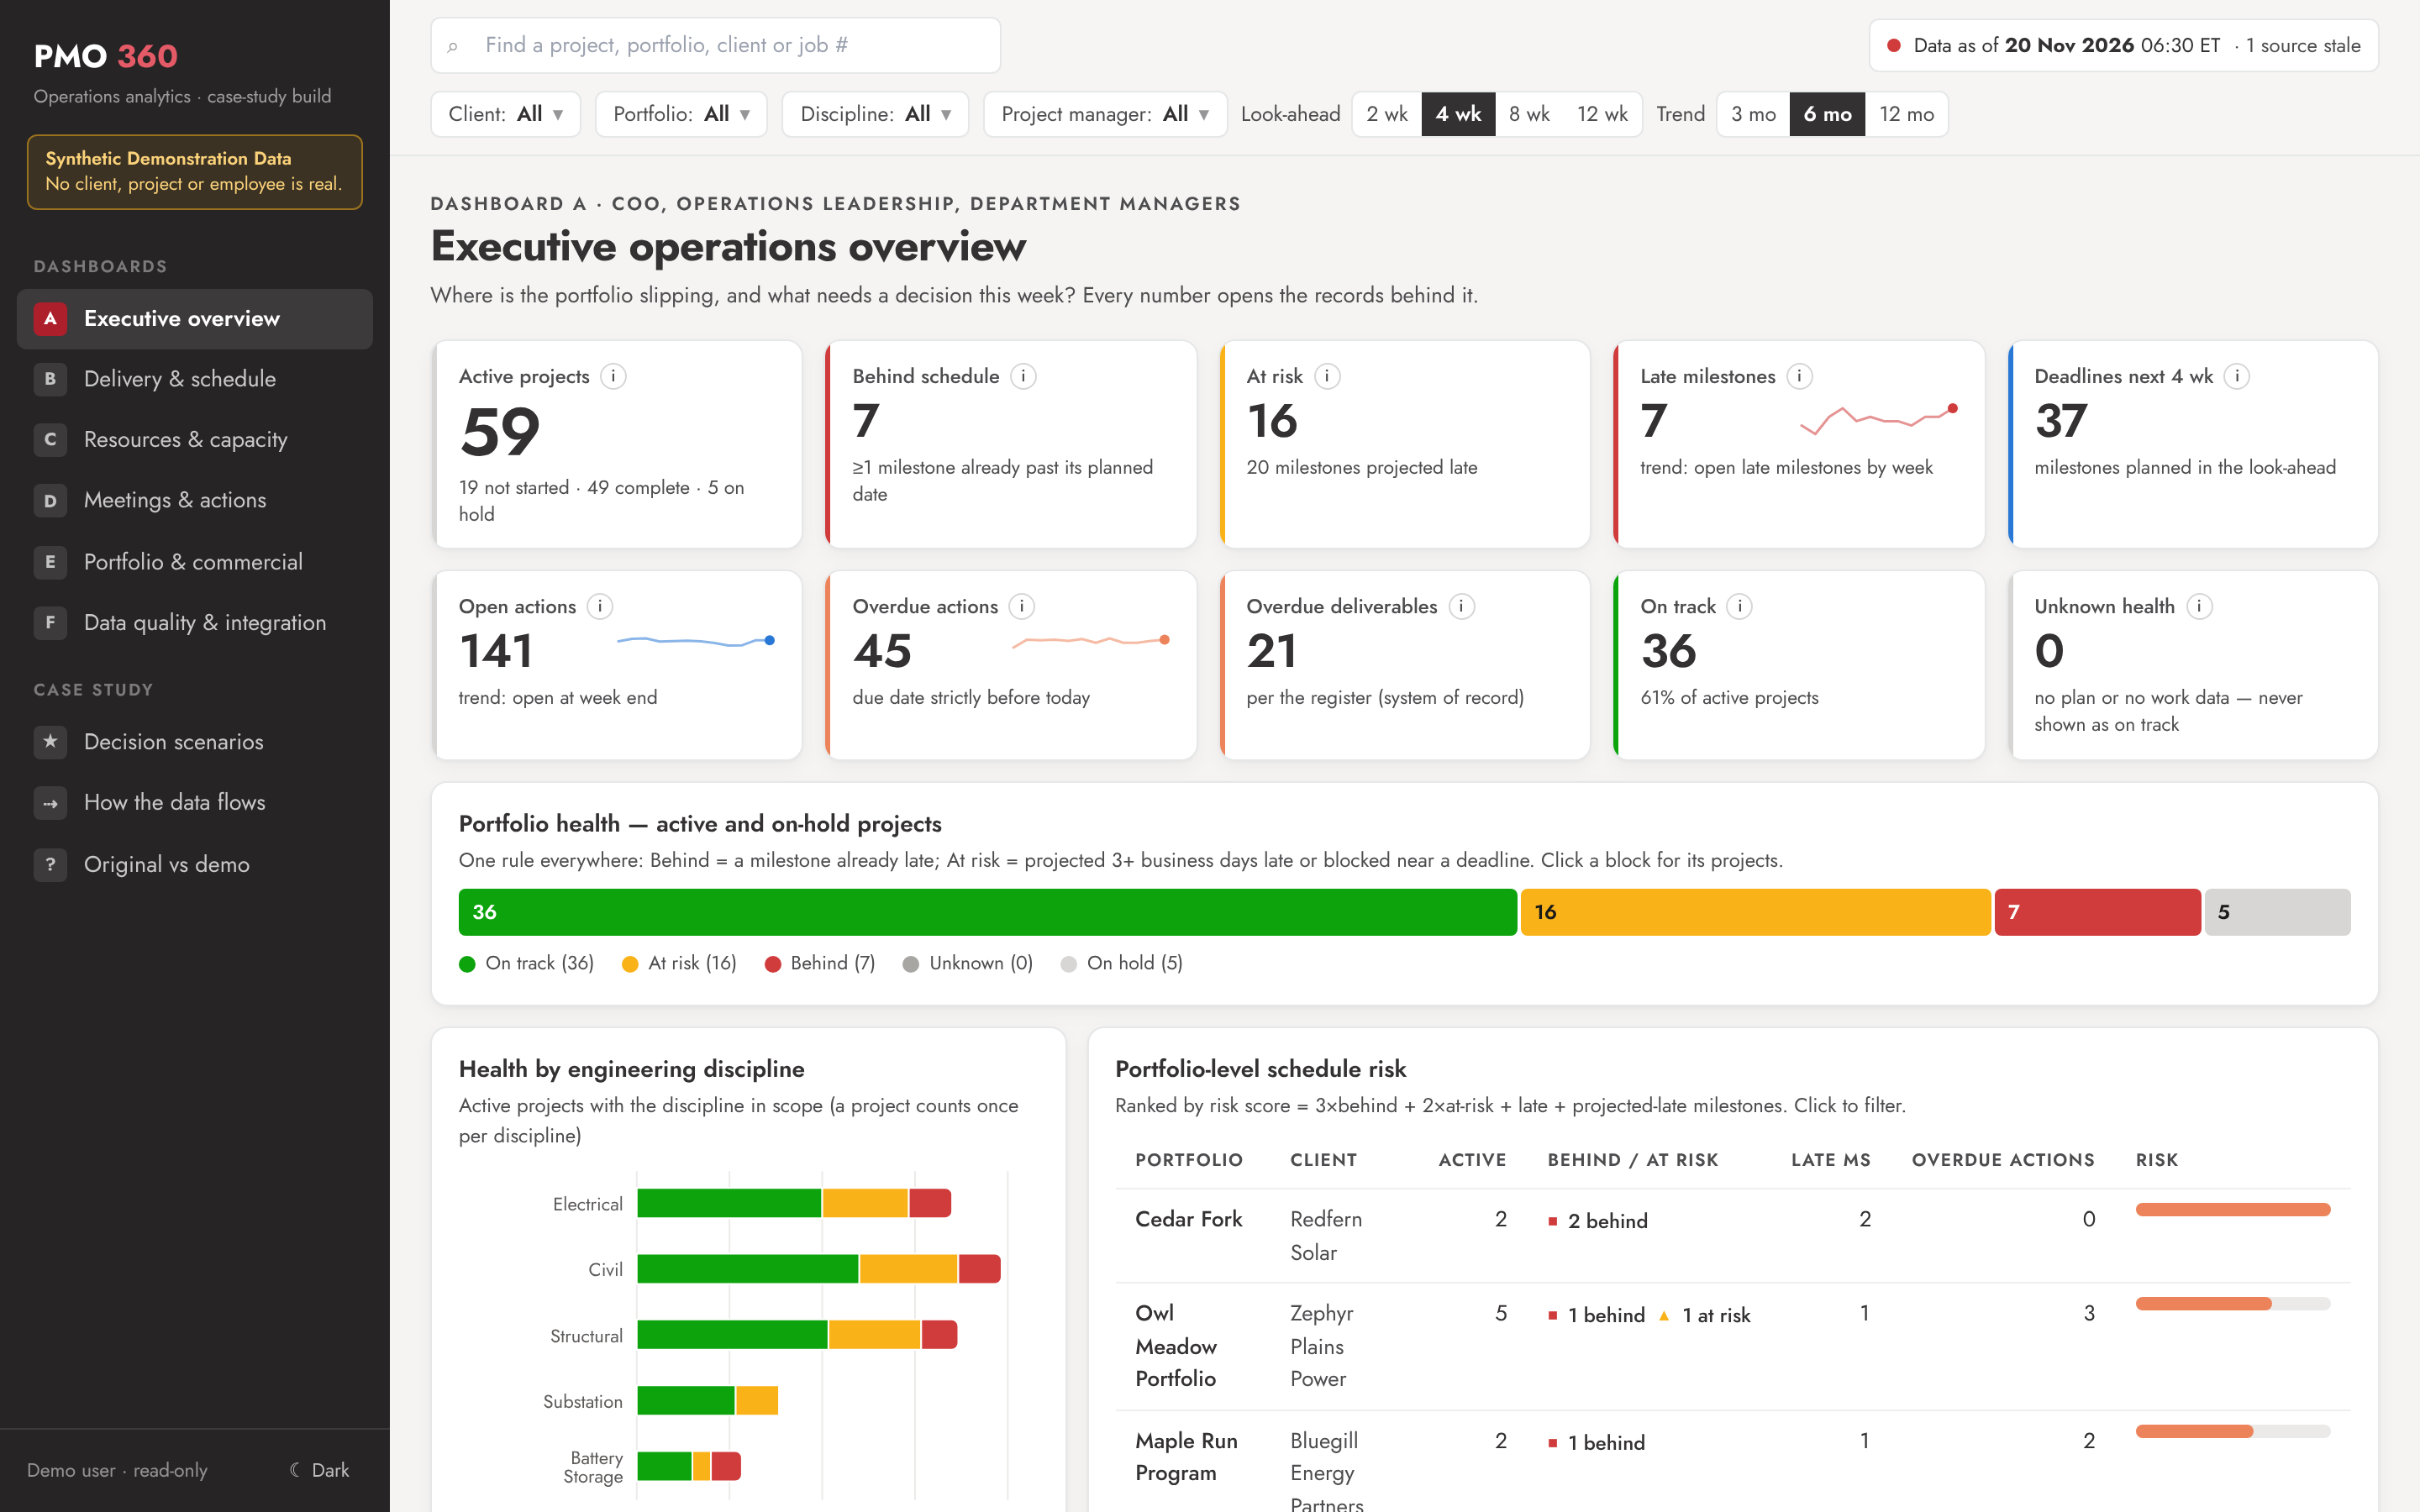 PMO 360
Operations analytics · case-study build
Synthetic Demonstration Data
No client, project or employee is real.
DASHBOARDS
A Executive overview
B Delivery & schedule
C Resources & capacity
D Meetings & actions
E Portfolio & commercial
F Data quality & integration
CASE STUDY
★ Decision scenarios
⇢ How the data flows
? Original vs demo
Demo user · read-only
☾ Dark
⌕ Find a project, portfolio, client or job #
Data as of 20 Nov 2026 06:30 ET · 1 source stale
Client: All ▾ Portfolio: All ▾ Discipline: All ▾ Project manager: All ▾ Look-ahead 2 wk 4 wk 8 wk 12 wk Trend 3 mo 6 mo 12 mo
DASHBOARD A · COO, OPERATIONS LEADERSHIP, DEPARTMENT MANAGERS
Executive operations overview
Where is the portfolio slipping, and what needs a decision this week? Every number opens the records behind it.
Active projects i
59
19 not started · 49 complete · 5 on
hold
Behind schedule i
7
≥1 milestone already past its planned
date
At risk i
16
20 milestones projected late
Late milestones i
7
trend: open late milestones by week
Deadlines next 4 wk i
37
milestones planned in the look-ahead
Open actions i
141
trend: open at week end
Overdue actions i
45
due date strictly before today
Overdue deliverables i
21
per the register (system of record)
On track i
36
61% of active projects
Unknown health i
0
no plan or no work data — never
shown as on track
Portfolio health — active and on-hold projects
One rule everywhere: Behind = a milestone already late; At risk = projected 3+ business days late or blocked near a deadline. Click a block for its projects.
36 16 7 5
On track (36) At risk (16) Behind (7) Unknown (0) On hold (5)
Health by engineering discipline
Active projects with the discipline in scope (a project counts once
per discipline)
Electrical
Civil
Structural
Substation
Battery
Storage
Portfolio-level schedule risk
Ranked by risk score = 3×behind + 2×at-risk + late + projected-late milestones. Click to filter.
PORTFOLIO CLIENT ACTIVE BEHIND / AT RISK LATE MS OVERDUE ACTIONS RISK
Cedar Fork Redfern 2 ■ 2 behind 2 0
Solar
Owl Zephyr 5 ■ 1 behind ▲ 1 at risk 1 3
Meadow Plains
Portfolio Power
Maple Run Bluegill 2 ■ 1 behind 1 2
Program Energy
Partners